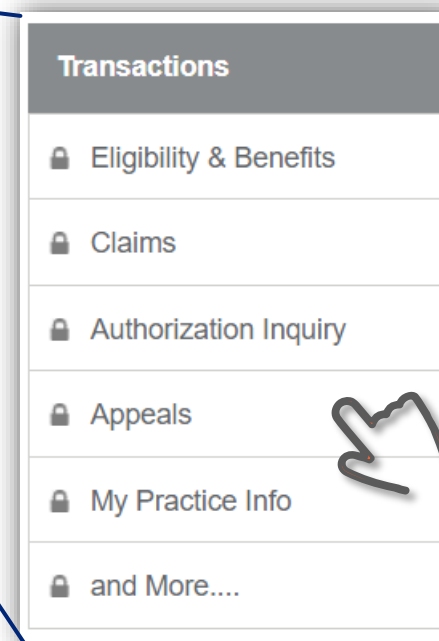 Transactions
Eligibility & Benefits
Claims
Authorization Inquiry
Appeals
My Practice Info
and More....